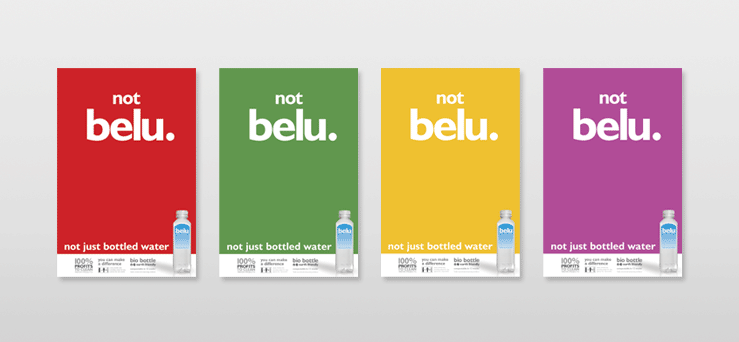 not
belu.
belu
not just bottled water
100%
PROFITS
you can make
a difference
bio bottle
not
belu.
belu
not just bottled water
100%
PROFITS
you can make
a difference
bio bottle
not
belu.
belu
not just bottled water
100%
PROFITS
you can make
a difference
bio bottle
not
belu.
belu
not just bottled water
100%
PROFITS
you can make
a difference
bio bottle